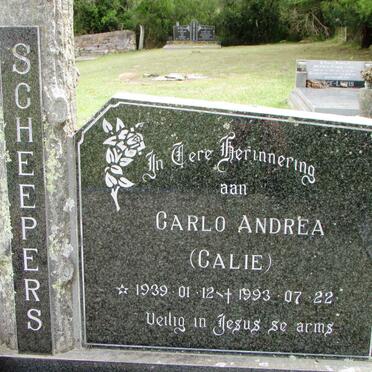 SCHEEPERS
In Tere Herinnering
aan
CARLO ANDREA
(CALIE)
☆ 1939·01·12 ✝ 1993·07·22
Veilig in Jesus se arms